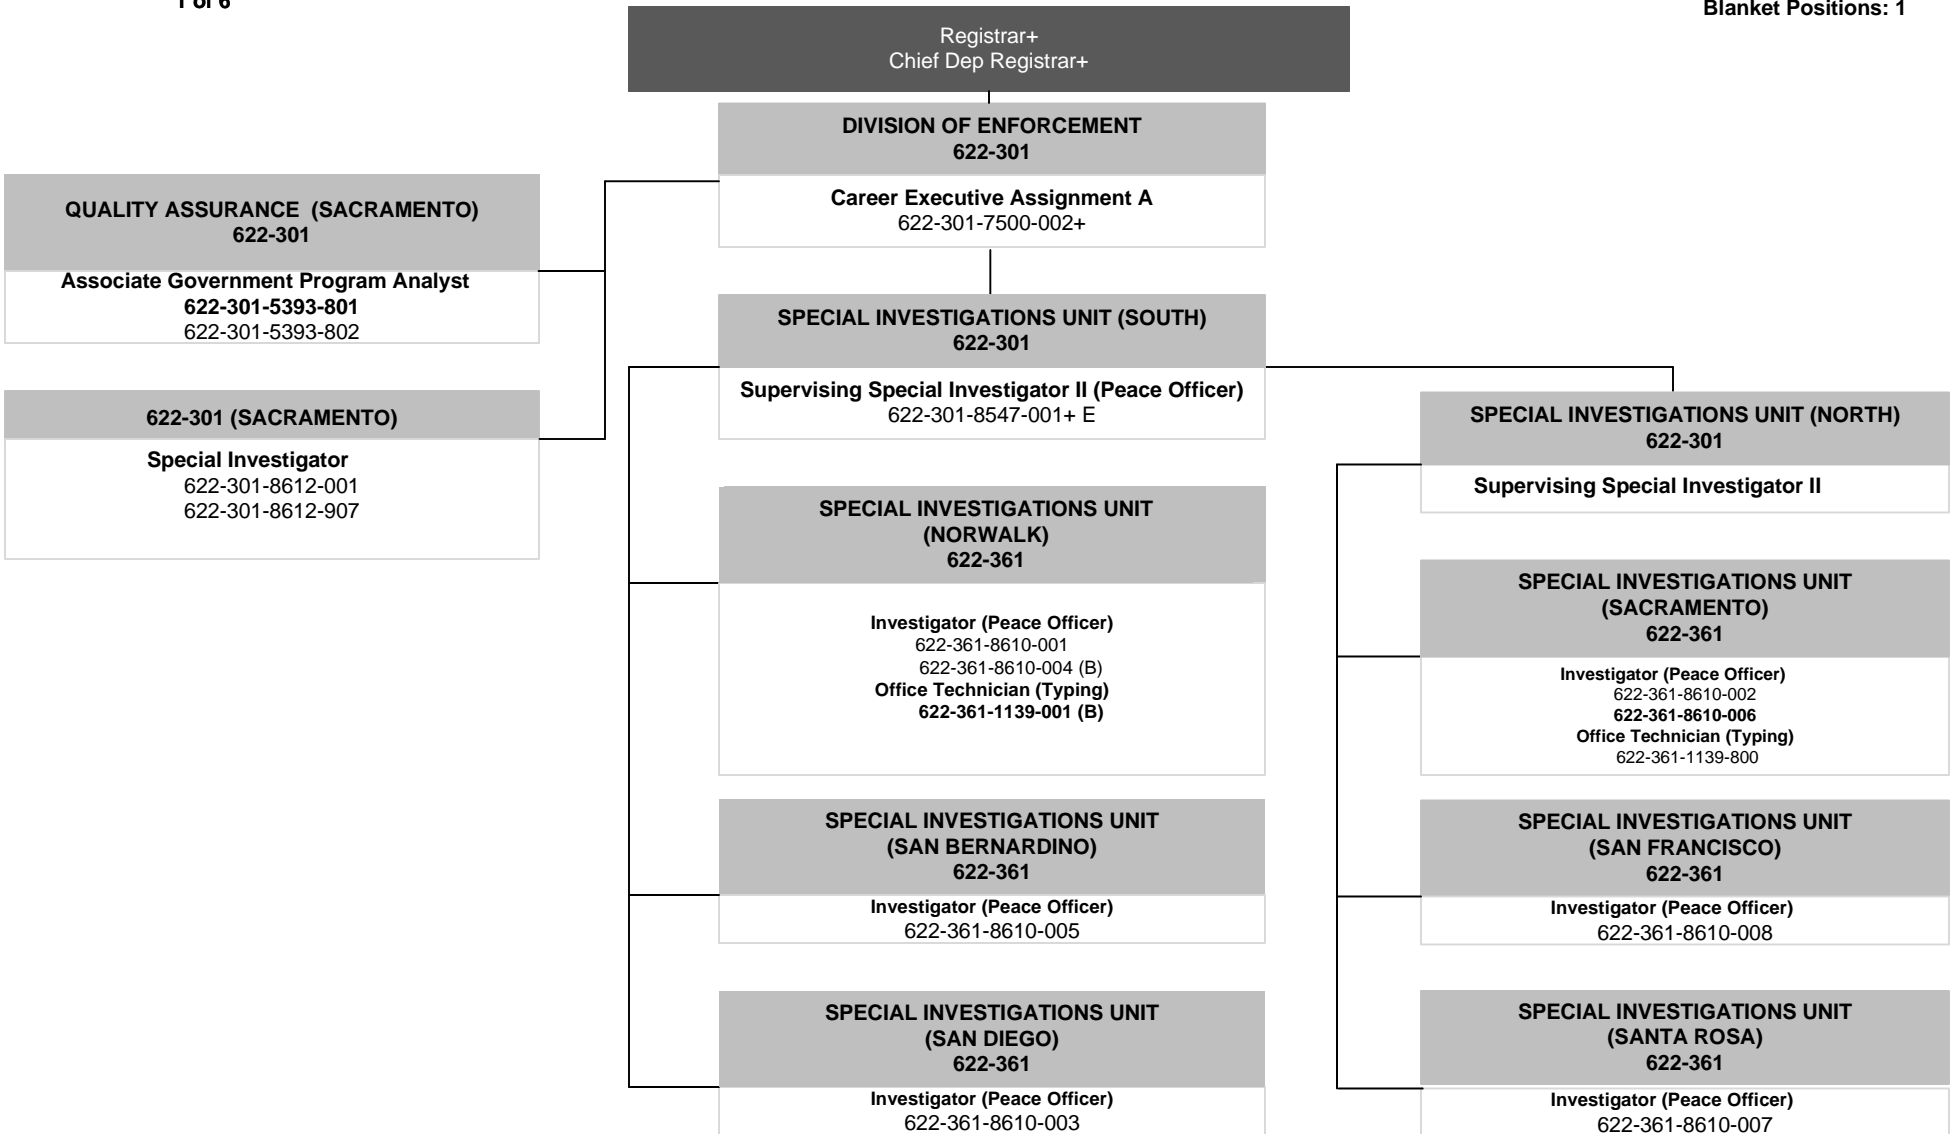 1 of 6
Blanket Positions: 1
Registrar+
Chief Dep Registrar+
DIVISION OF ENFORCEMENT
622-301
Career Executive Assignment A
622-301-7500-002+
QUALITY ASSURANCE (SACRAMENTO)
622-301
Associate Government Program Analyst
622-301-5393-801
622-301-5393-802
622-301 (SACRAMENTO)
Special Investigator
622-301-8612-001
622-301-8612-907
SPECIAL INVESTIGATIONS UNIT (SOUTH)
622-301
Supervising Special Investigator II (Peace Officer)
622-301-8547-001+ E
SPECIAL INVESTIGATIONS UNIT
(NORWALK)
622-361
Investigator (Peace Officer)
622-361-8610-001
622-361-8610-004 (B)
Office Technician (Typing)
622-361-1139-001 (B)
SPECIAL INVESTIGATIONS UNIT
(SAN BERNARDINO)
622-361
Investigator (Peace Officer)
622-361-8610-005
SPECIAL INVESTIGATIONS UNIT
(SAN DIEGO)
622-361
Investigator (Peace Officer)
622-361-8610-003
SPECIAL INVESTIGATIONS UNIT (NORTH)
622-301
Supervising Special Investigator II
SPECIAL INVESTIGATIONS UNIT
(SACRAMENTO)
622-361
Investigator (Peace Officer)
622-361-8610-002
622-361-8610-006
Office Technician (Typing)
622-361-1139-800
SPECIAL INVESTIGATIONS UNIT
(SAN FRANCISCO)
622-361
Investigator (Peace Officer)
622-361-8610-008
SPECIAL INVESTIGATIONS UNIT
(SANTA ROSA)
622-361
Investigator (Peace Officer)
622-361-8610-007